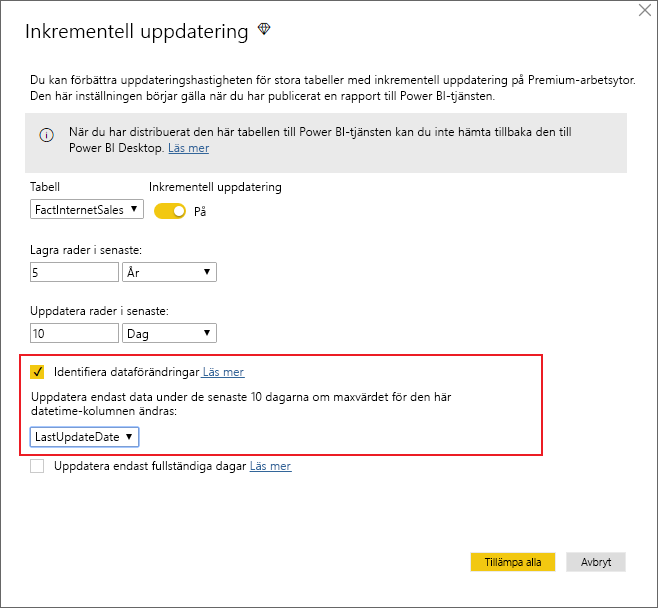 Inkrementell uppdatering
Du kan förbättra uppdateringshastigheten för stora tabeller med inkrementell uppdatering på Premium-arbetsytor.
Den här inställningen börjar gälla när du har publicerat en rapport till Power BI-tjänsten.
När du har distribuerat den här tabellen till Power BI-tjänsten kan du inte hämta tillbaka den till
Power BI Desktop. Läs mer
Tabell Inkrementell uppdatering
FactInternetSales På
Lagra rader i senaste:
5 År
Uppdatera rader i senaste:
10 Dag
Identifiera dataförändringar Läs mer
Uppdatera endast data under de senaste 10 dagarna om maxvärdet för den här
datetime-kolumnen ändras:
LastUpdateDate
Uppdatera endast fullständiga dagar Läs mer
Tillämpa alla Avbryt